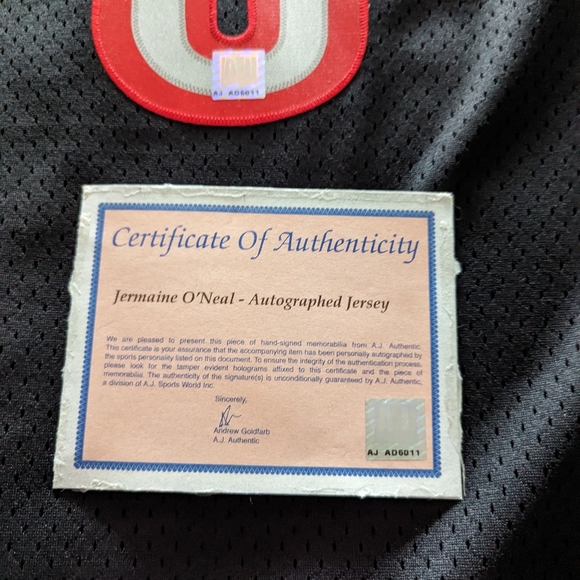 AJ AD6011
Certificate Of Authenticity
Jermaine O'Neal - Autographed Jersey
We are pleased to present this piece of hand-signed memorabilia from A.J. Authentic.
This certificate is your assurance that the accompanying item has been personally autographed by
the sports personality listed on this document. To ensure the integrity of the authentication process,
please look for the tamper evident holograms affixed to this certificate and the piece of
memorabilia. The authenticity of the signature(s) is unconditionally guaranteed by A.J. Authentic,
a division of A.J. Sports World Inc.
Sincerely,
Andrew Goldfarb
A.J. Authentic
AJ AD6011